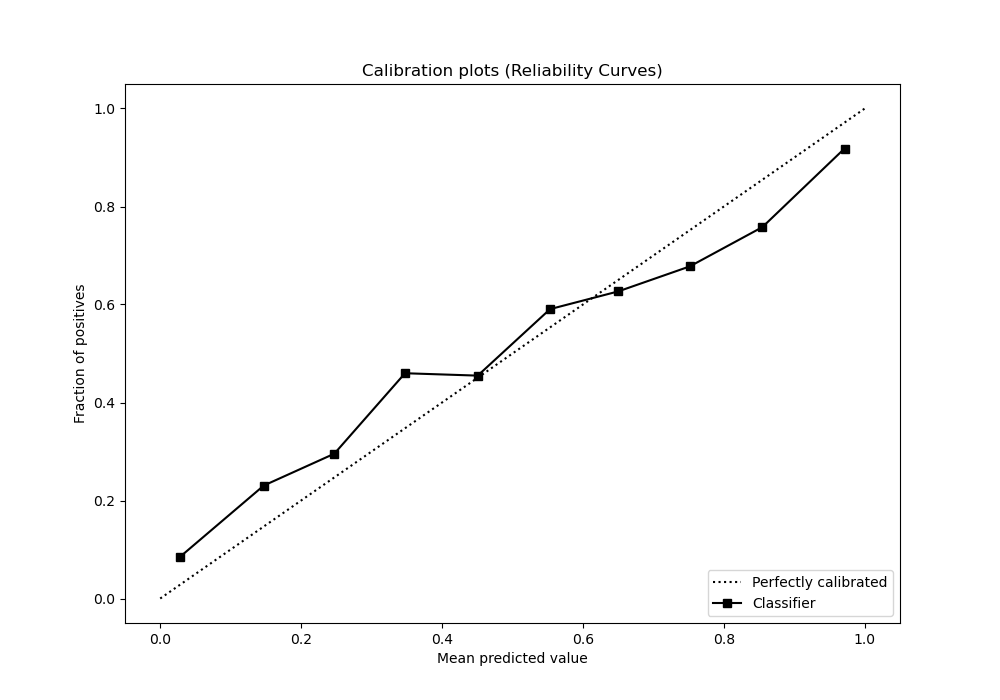 Calibration plots (Reliability Curves)
1.0
0.8
0.6
0.4
0.2
0.0
Fraction of positives
Perfectly calibrated
Classifier
0.0 0.2 0.4 0.6 0.8 1.0
Mean predicted value